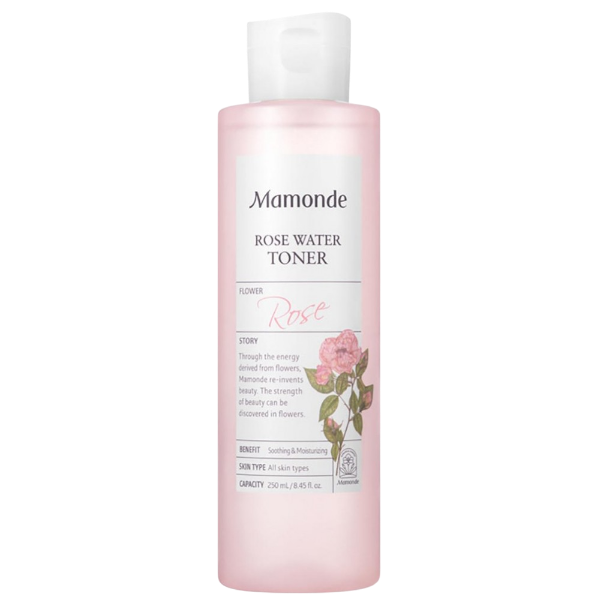 Mamonde
ROSE WATER
TONER
FLOWER
Rose
STORY
Through the energy
derived from flowers,
Mamonde re-invents
beauty. The strength
of beauty can be
discovered in flowers.
BENEFIT Soothing & Moisturizing
SKIN TYPE All skin types
CAPACITY 250 mL / 8.45 fl. oz.
Mamonde